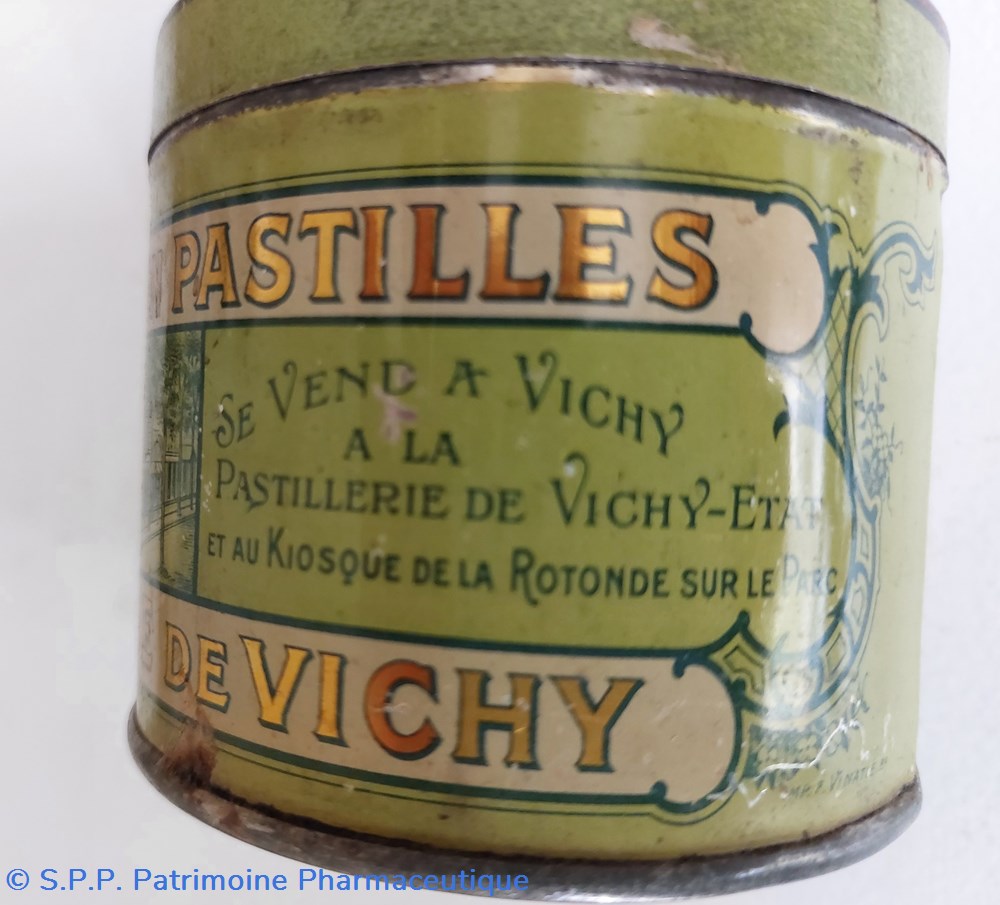 PASTILLES
SE VEND A VICHY
A LA
PASTILLERIE DE VICHY-ETAT
ET AU KIOSQUE DE LA ROTONDE SUR LE PARC
DE VICHY
© S.P.P. Patrimoine Pharmaceutique